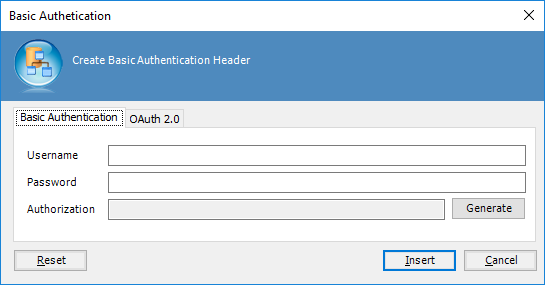 Basic Authetication
Create Basic Authentication Header
Basic Authentication OAuth 2.0
Username
Password
Authorization Generate
Reset Insert Cancel